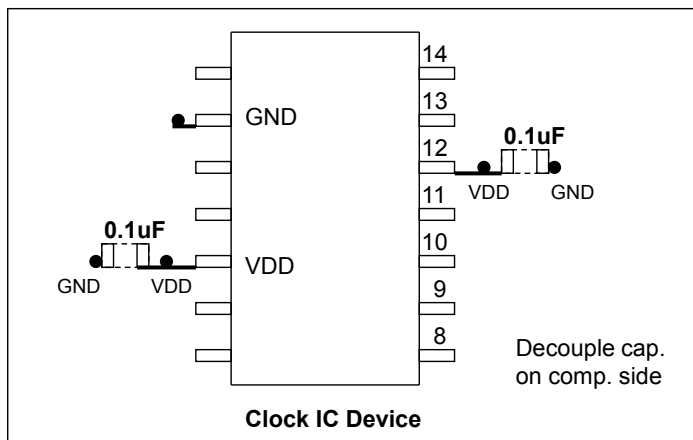 14
13
GND
0.1uF
12
VDD
GND
11
0.1uF
10
VDD
GND
VDD
9
8
Decouple cap.
on comp. side
Clock IC Device